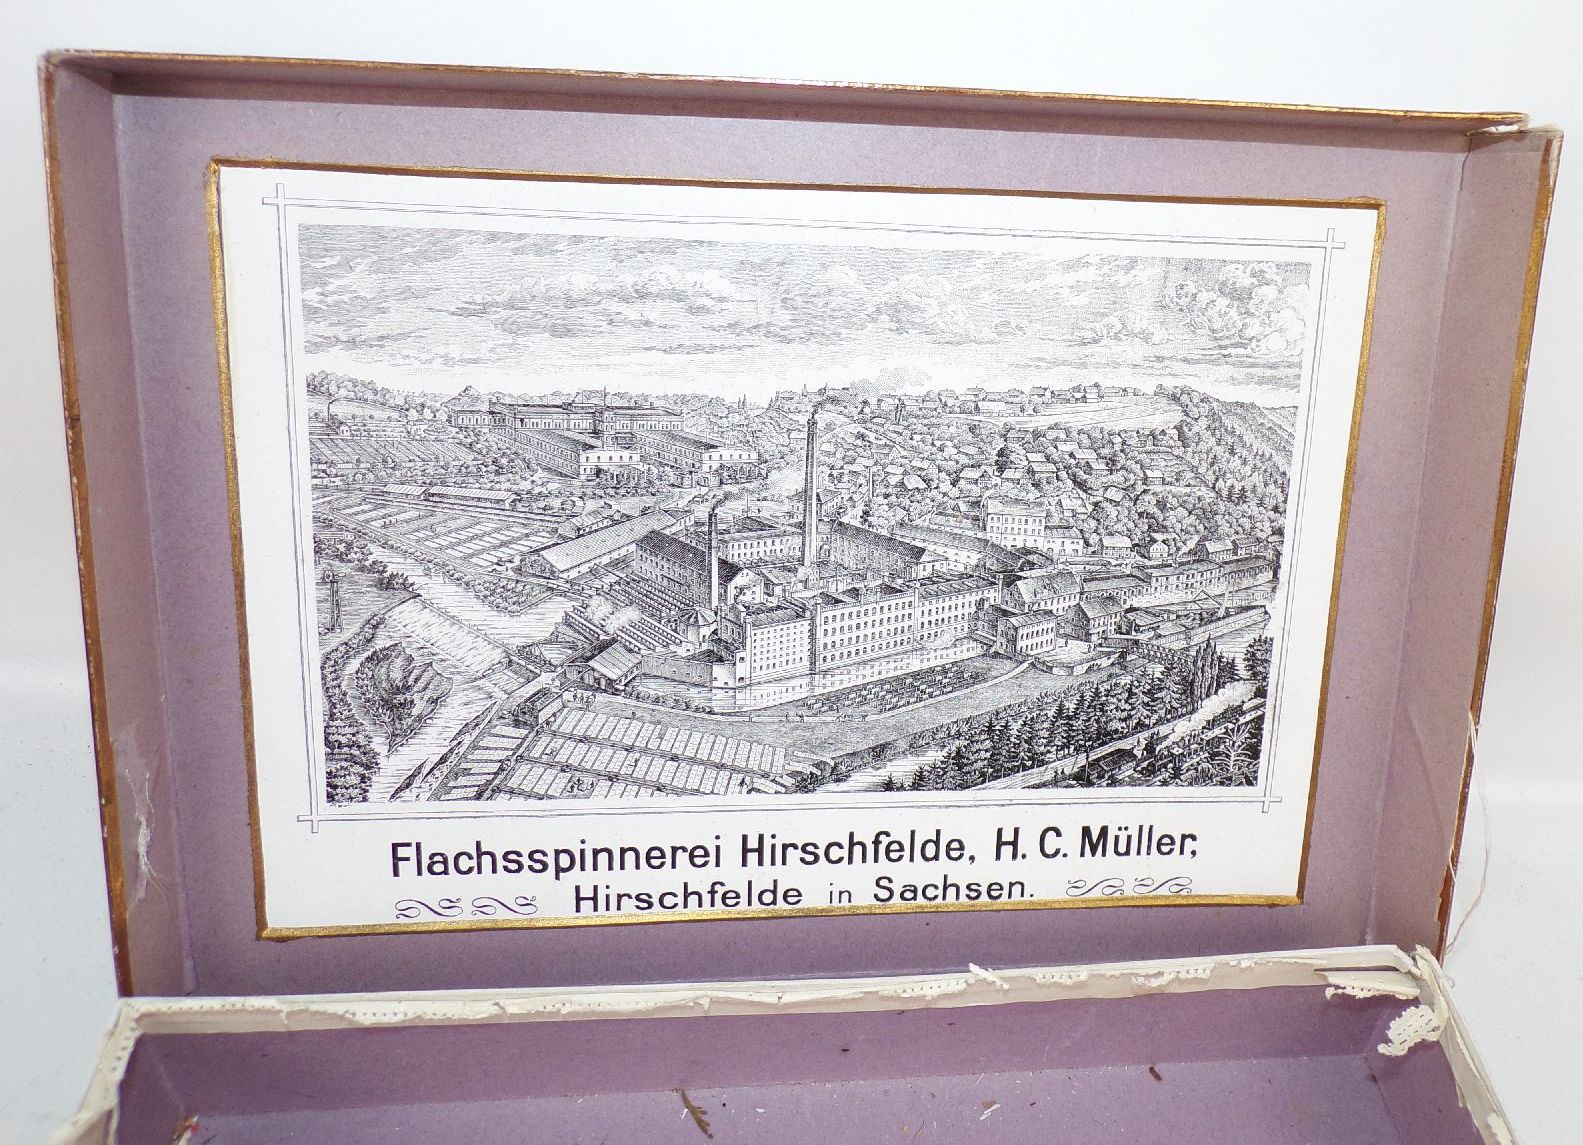 Flachsspinnerei Hirschfelde, H. C. Müller,
Hirschfelde in Sachsen.